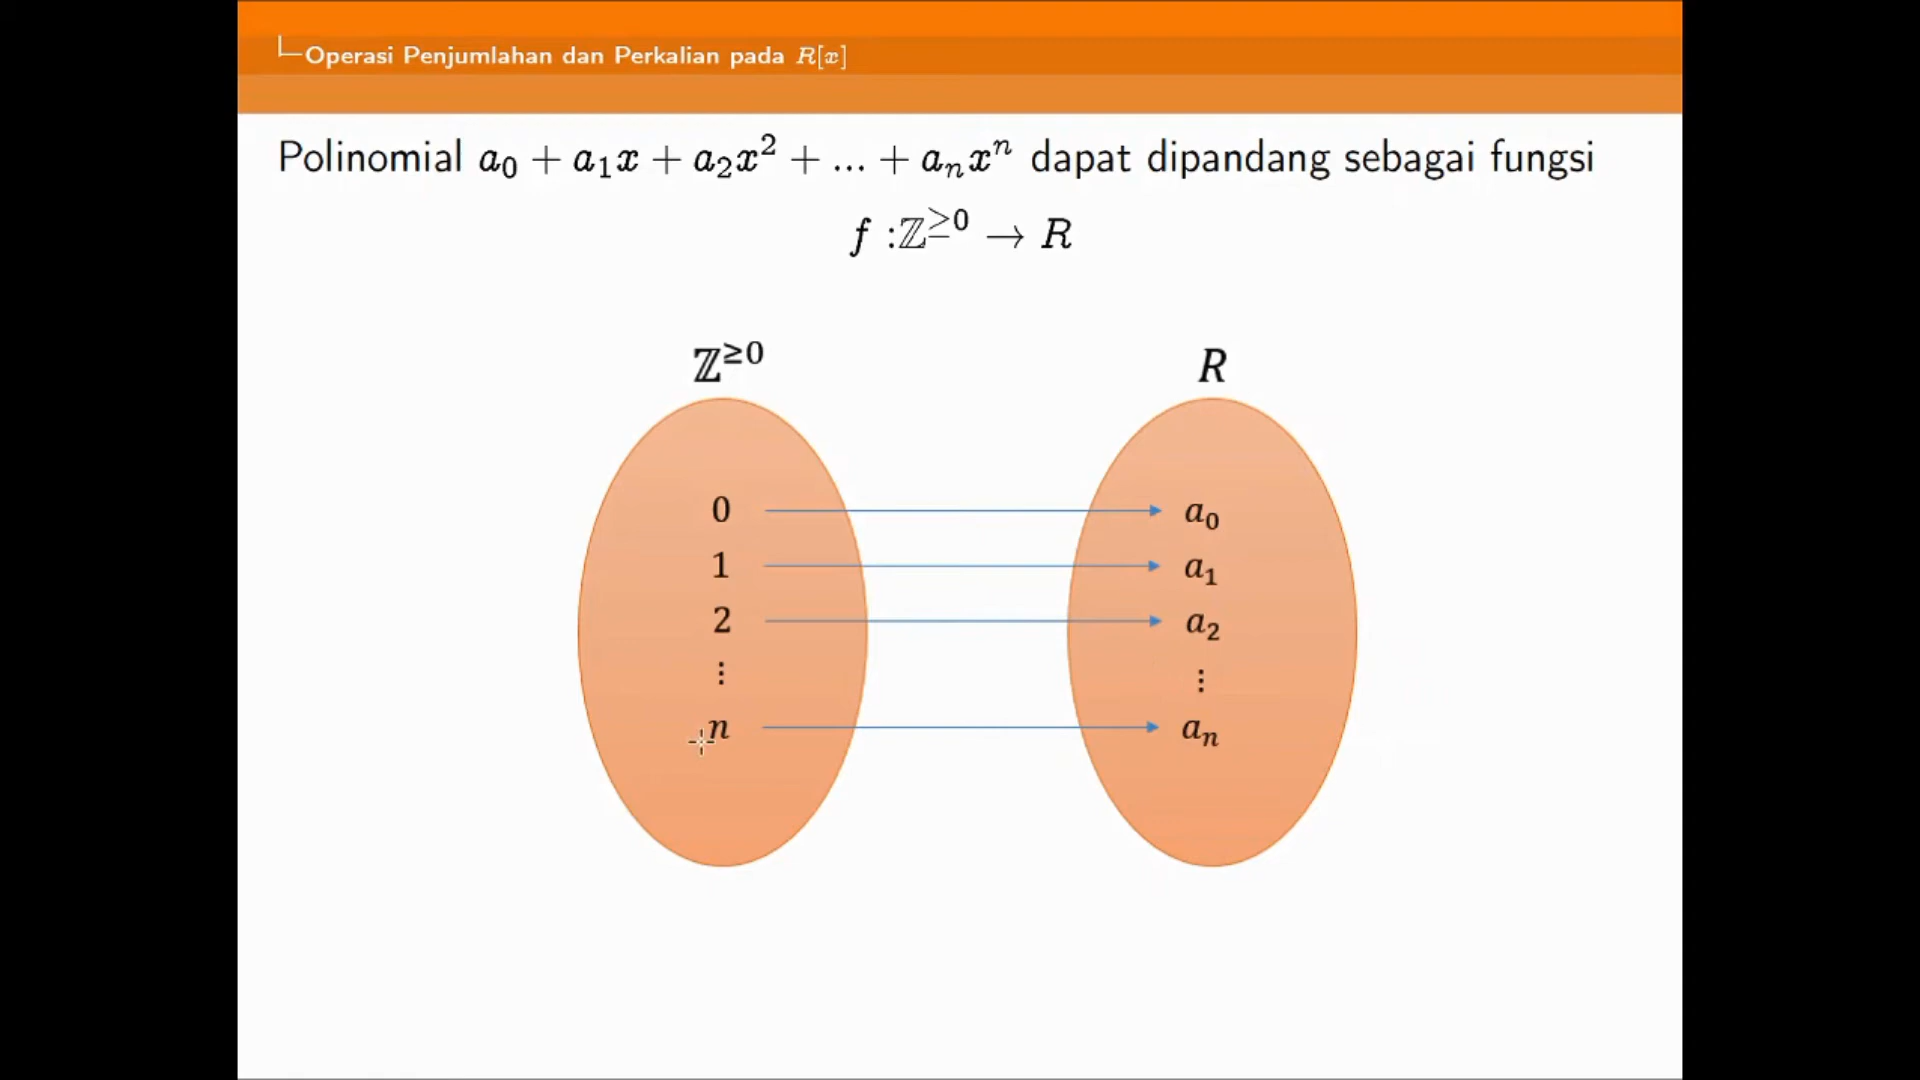 Operasi Penjumlahan dan Perkalian pada R[x]
Polinomial a₀ + a₁x + a₂x² + ... + aₙxⁿ dapat dipandang sebagai fungsi
f : ℤ≥0 → R
ℤ≥0 R
0 a₀
1 a₁
2 a₂
⋮ ⋮
n aₙ